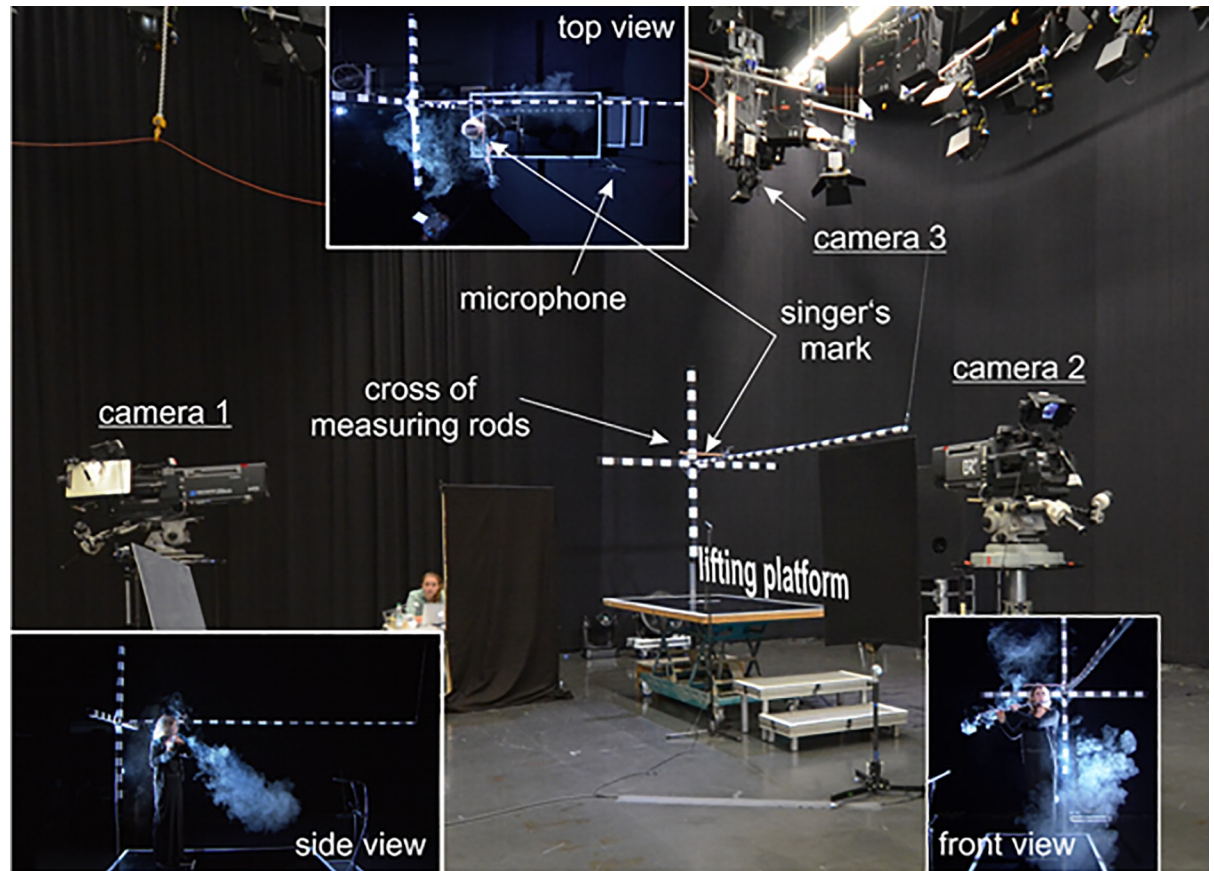 top view
camera 3
microphone
singer's
mark
cross of
measuring rods
camera 1
camera 2
lifting platform
side view
front view